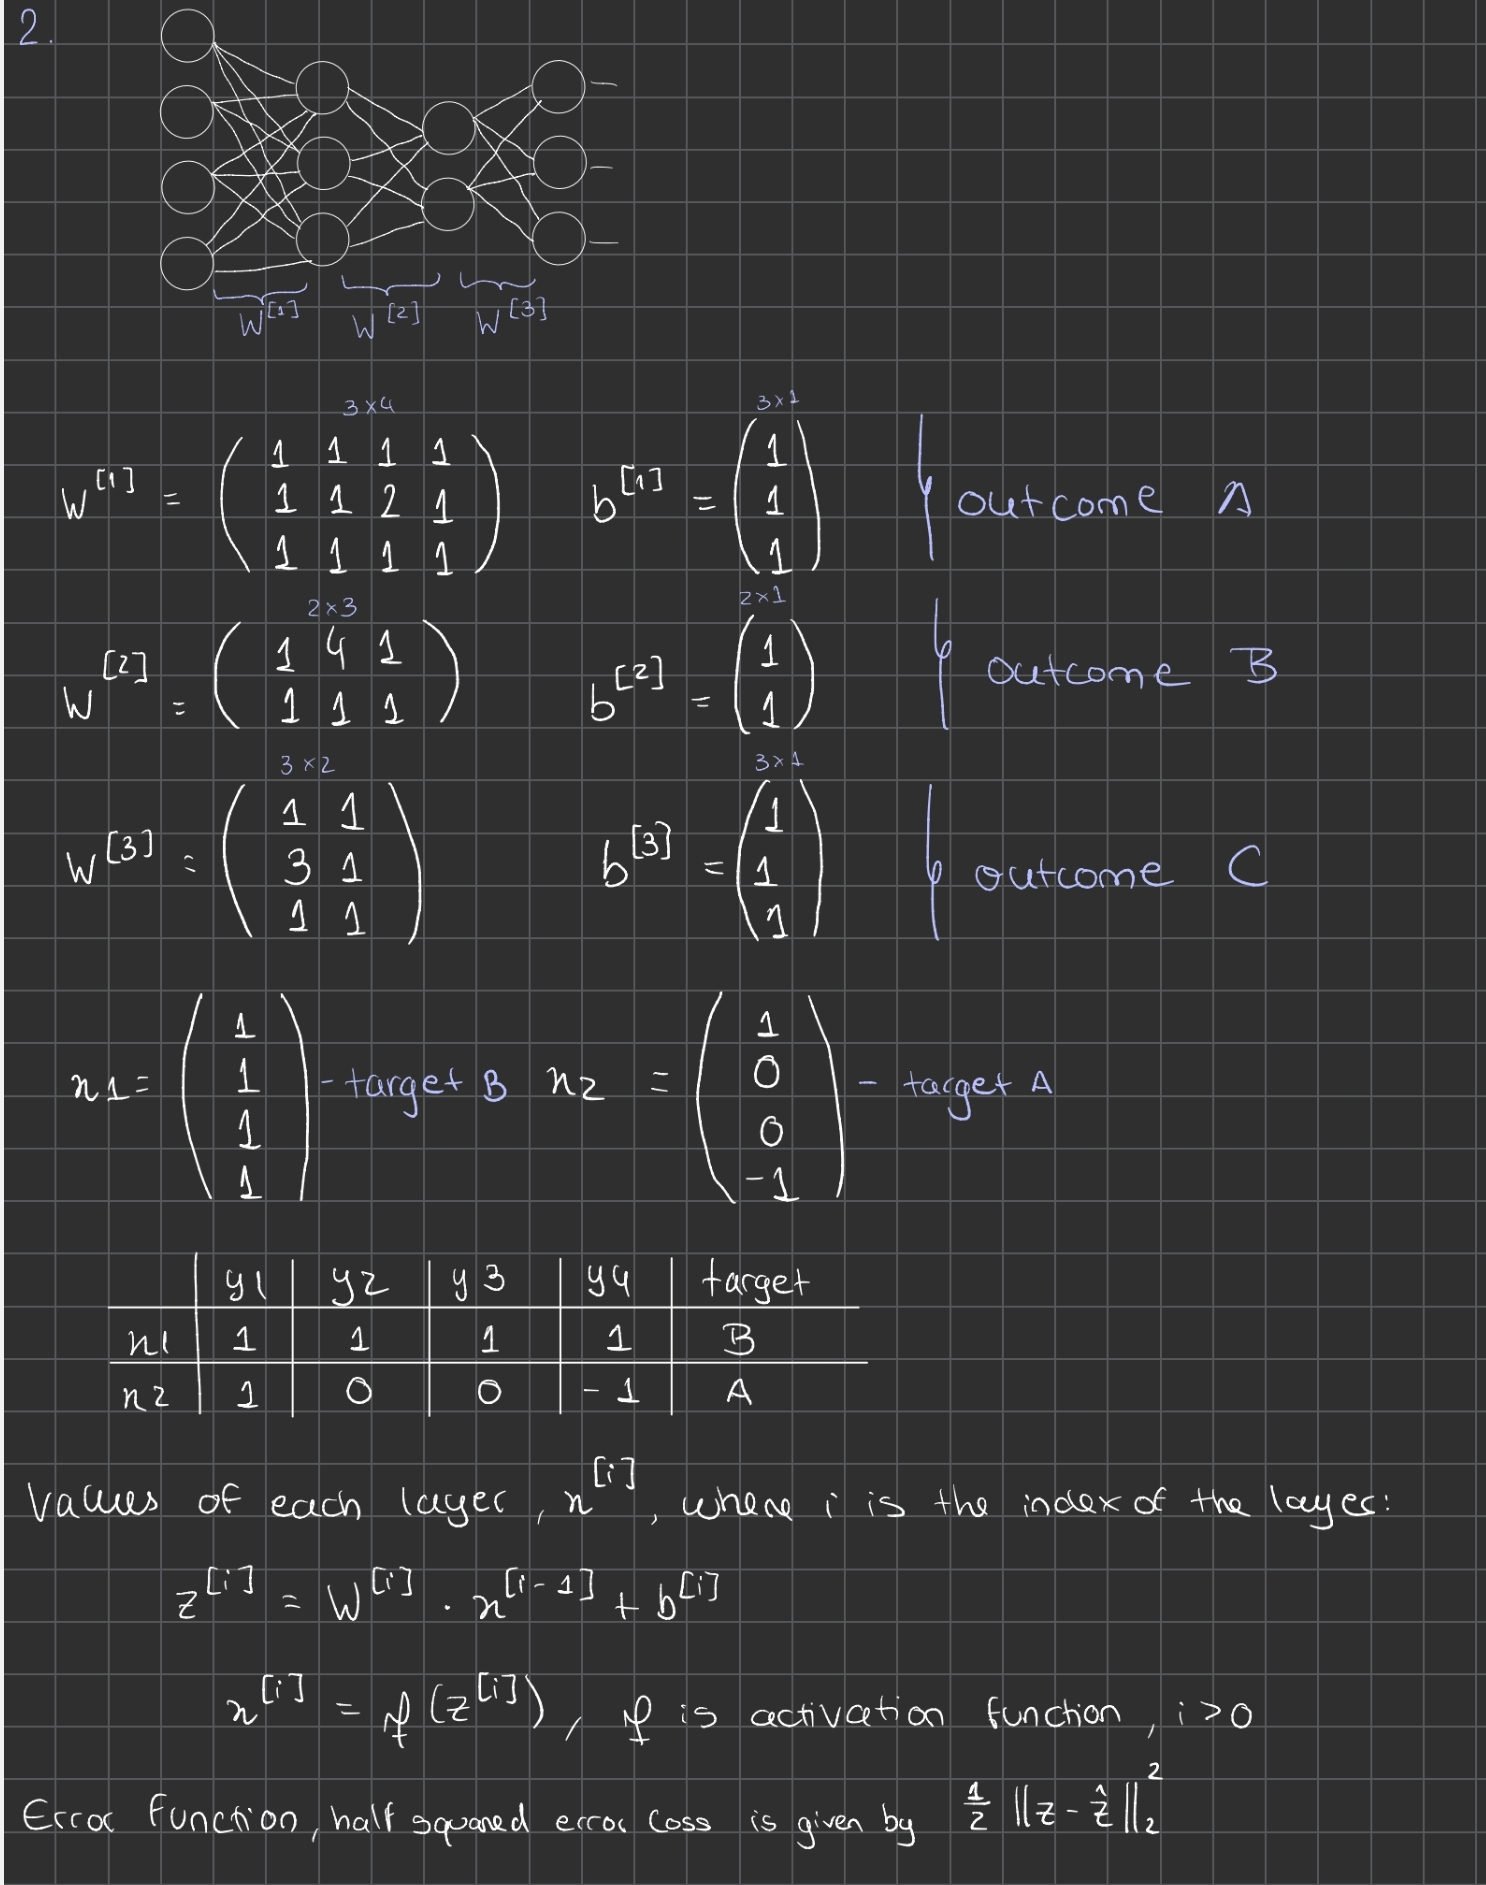 2.
W[1] W[2] W[3]
3×4 3×1
W[1] = ( 1 1 1 1 b[1] = ( 1 outcome A
1 1 2 1 1
1 1 1 1 ) 1 )
2×3 2×1
W[2] = ( 1 4 1 b[2] = ( 1 outcome B
1 1 1 ) 1 )
3×2 3×1
W[3] = ( 1 1 b[3] = ( 1 outcome C
3 1 1
1 1 ) 1 )
x1 = ( 1 1 1 1 ) - target B x2 = ( 1 0 0 -1 ) - target A
y1 y2 y3 y4 target
x1 1 1 1 1 B
x2 1 0 0 -1 A
Values of each layer, x[i], where i is the index of the layer:
z[i] = W[i] . x[i-1] + b[i]
x[i] = f(z[i]), f is activation function, i>0
Error function, half squared error loss is given by 1/2 ||z - ẑ||₂²